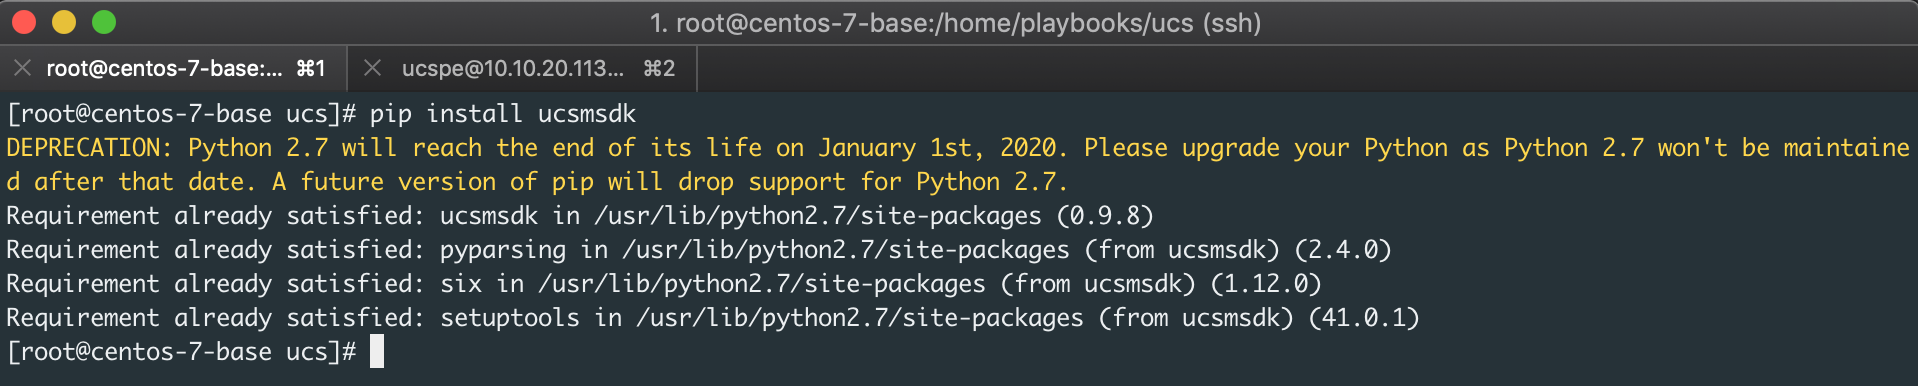 1. root@centos-7-base:/home/playbooks/ucs (ssh)
root@centos-7-base:... ⌘1
ucspe@10.10.20.113... ⌘2
[root@centos-7-base ucs]# pip install ucsmsdk
DEPRECATION: Python 2.7 will reach the end of its life on January 1st, 2020. Please upgrade your Python as Python 2.7 won't be maintaine
d after that date. A future version of pip will drop support for Python 2.7.
Requirement already satisfied: ucsmsdk in /usr/lib/python2.7/site-packages (0.9.8)
Requirement already satisfied: pyparsing in /usr/lib/python2.7/site-packages (from ucsmsdk) (2.4.0)
Requirement already satisfied: six in /usr/lib/python2.7/site-packages (from ucsmsdk) (1.12.0)
Requirement already satisfied: setuptools in /usr/lib/python2.7/site-packages (from ucsmsdk) (41.0.1)
[root@centos-7-base ucs]#